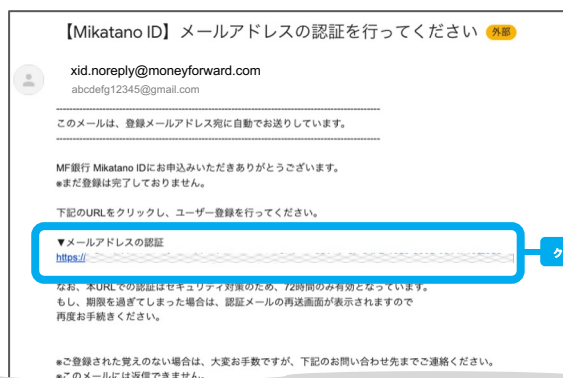 【Mikatano ID】メールアドレスの認証を行ってください 外部
xid.noreply@moneyforward.com
abcdefg12345@gmail.com
このメールは、登録メールアドレス宛に自動でお送りしています。
MF銀行 Mikatano IDにお申込みいただきありがとうございます。
※まだ登録は完了しておりません。
下記のURLをクリックし、ユーザー登録を行ってください。
▼メールアドレスの認証
https://
ク
なお、本URLでの認証はセキュリティ対策のため、72時間のみ有効となっています。
もし、期限を過ぎてしまった場合は、認証メールの再送画面が表示されますので
再度お手続きください。
※ご登録された覚えのない場合は、大変お手数ですが、下記のお問い合わせ先までご連絡ください。
※このメールには返信できません。